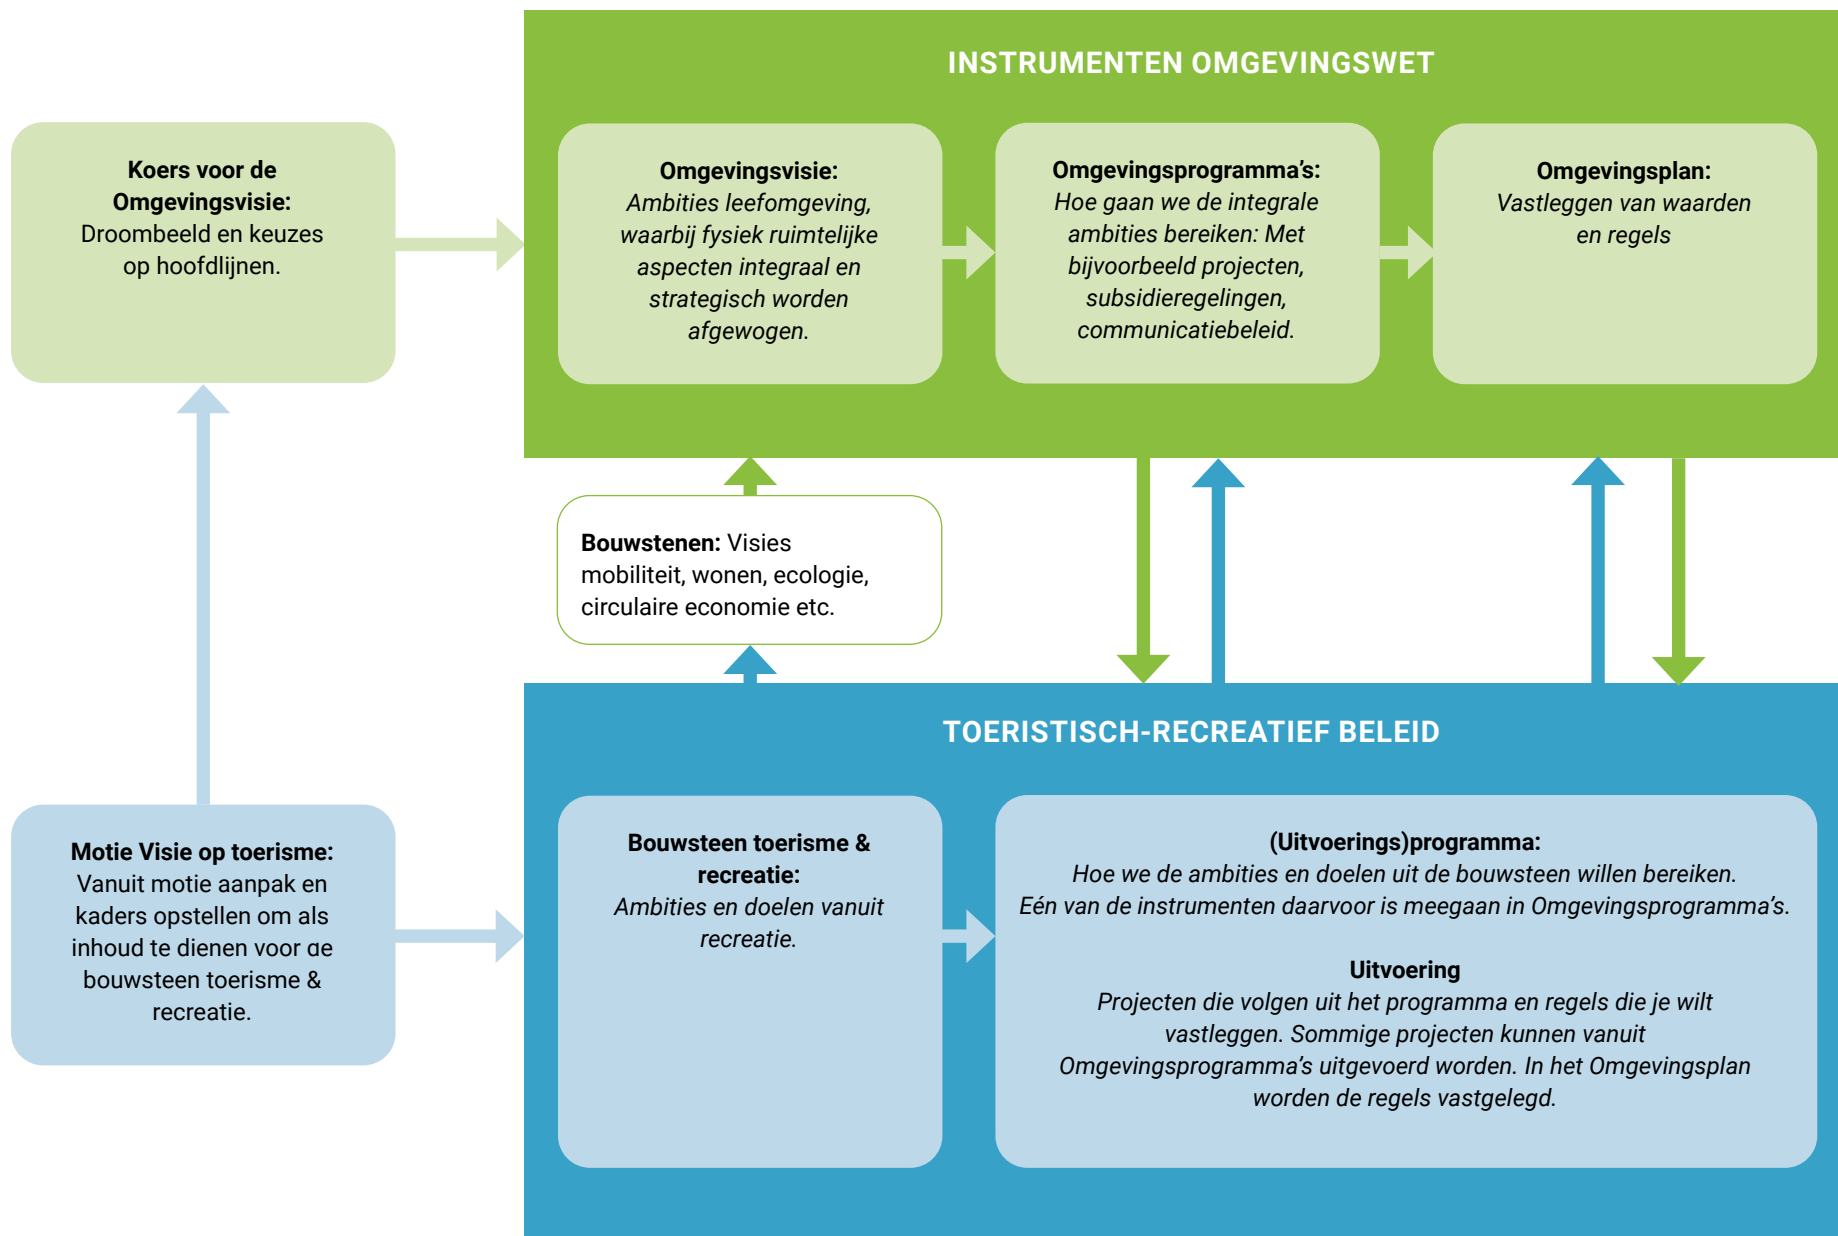 INSTRUMENTEN OMGEVINGSWET
Koers voor de
Omgevingsvisie:
Droombeeld en keuzes
op hoofdlijnen.
Omgevingsvisie:
Ambities leefomgeving,
waarbij fysiek ruimtelijke
aspecten integraal en
strategisch worden
afgewogen.
Omgevingsprogramma’s:
Hoe gaan we de integrale
ambities bereiken: Met
bijvoorbeeld projecten,
subsidieregelingen,
communicatiebeleid.
Omgevingsplan:
Vastleggen van waarden
en regels
Bouwstenen: Visies
mobiliteit, wonen, ecologie,
circulaire economie etc.
TOERISTISCH-RECREATIEF BELEID
Motie Visie op toerisme:
Vanuit motie aanpak en
kaders opstellen om als
inhoud te dienen voor de
bouwsteen toerisme &
recreatie.
Bouwsteen toerisme &
recreatie:
Ambities en doelen vanuit
recreatie.
(Uitvoerings)programma:
Hoe we de ambities en doelen uit de bouwsteen willen bereiken.
Eén van de instrumenten daarvoor is meegaan in Omgevingsprogramma’s.
Uitvoering
Projecten die volgen uit het programma en regels die je wilt
vastleggen. Sommige projecten kunnen vanuit
Omgevingsprogramma’s uitgevoerd worden. In het Omgevingsplan
worden de regels vastgelegd.